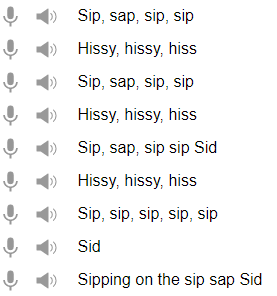 Sip, sap, sip, sip
Hissy, hissy, hiss
Sip, sap, sip, sip
Hissy, hissy, hiss
Sip, sap, sip sip Sid
Hissy, hissy, hiss
Sip, sip, sip, sip, sip
Sid
Sipping on the sip sap Sid